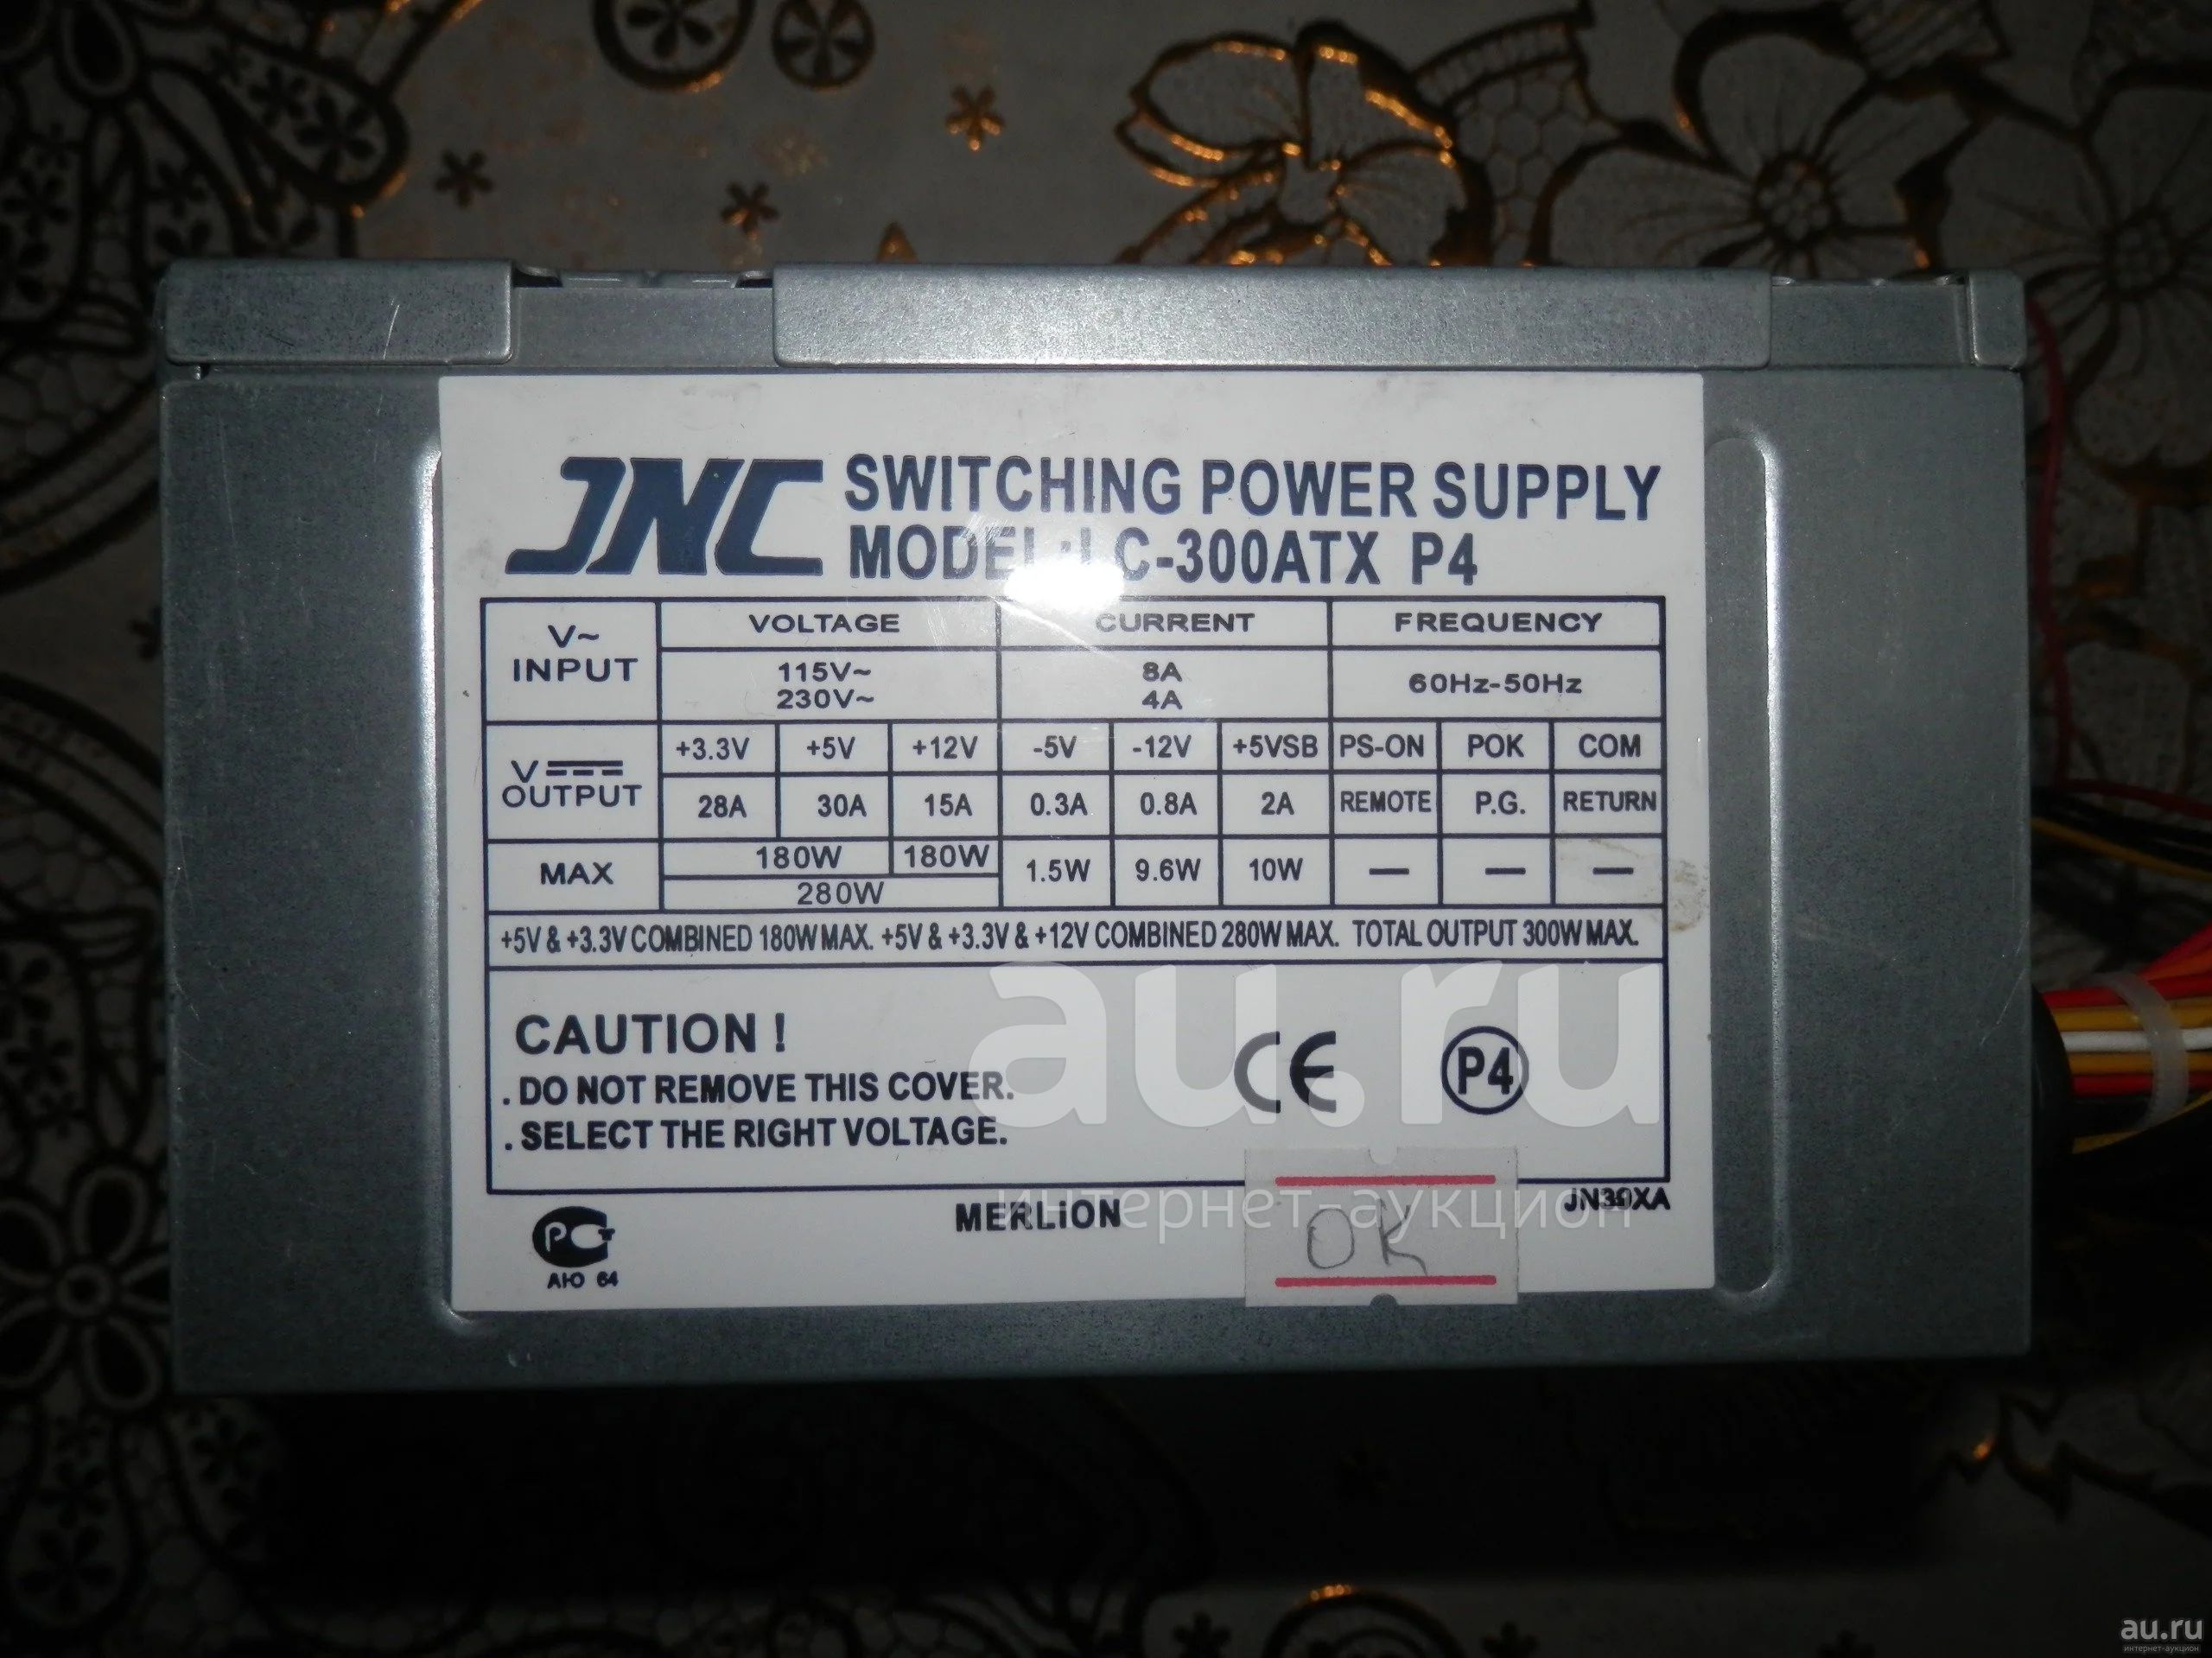 JNC SWITCHING POWER SUPPLY
MODEL:LC-300ATX P4
V~ INPUT VOLTAGE CURRENT FREQUENCY
115V~ 8A 60Hz-50Hz
230V~ 4A
V OUTPUT +3.3V +5V +12V -5V -12V +5VSB PS-ON POK COM
28A 30A 15A 0.3A 0.8A 2A REMOTE P.G. RETURN
MAX 180W 180W 1.5W 9.6W 10W — — —
280W
+5V & +3.3V COMBINED 180W MAX. +5V & +3.3V & +12V COMBINED 280W MAX. TOTAL OUTPUT 300W MAX.
CAUTION !
. DO NOT REMOVE THIS COVER.
. SELECT THE RIGHT VOLTAGE.
CE P4
au.ru
интернет-аукцион
РСТ
АЮ 64
MERLiON
OK
JN30XA
au.ru
интернет-аукцион